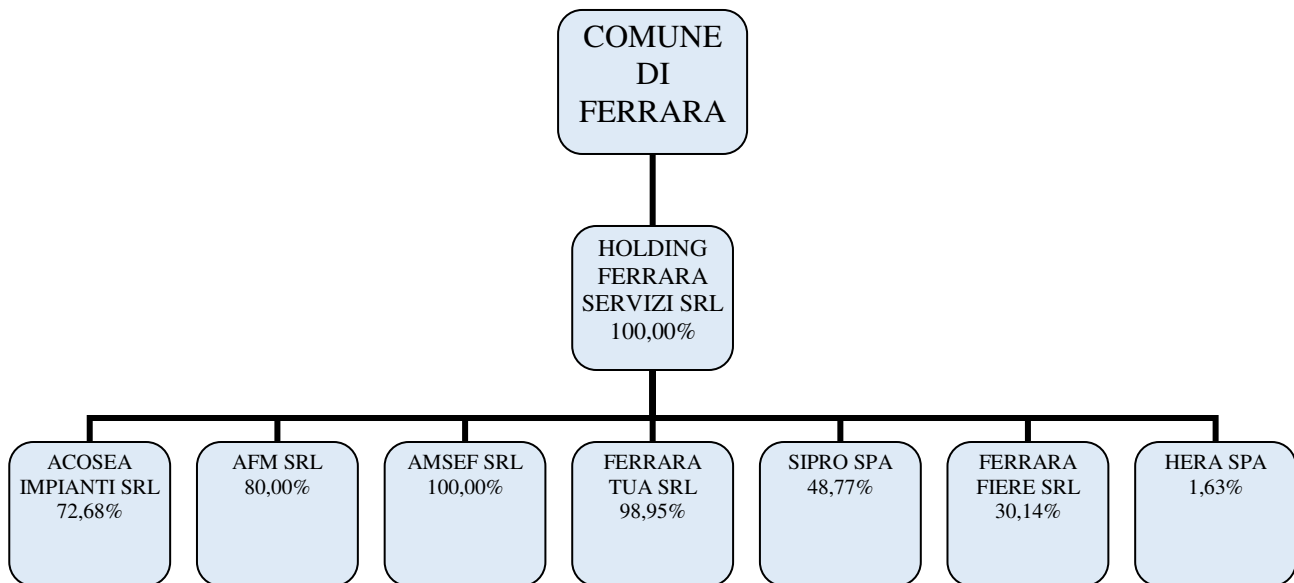 COMUNE
DI
FERRARA
HOLDING
FERRARA
SERVIZI SRL
100,00%
ACOSEA
IMPIANTI SRL
72,68%
AFM SRL
80,00%
AMSEF SRL
100,00%
FERRARA
TUA SRL
98,95%
SIPRO SPA
48,77%
FERRARA
FIERE SRL
30,14%
HERA SPA
1,63%